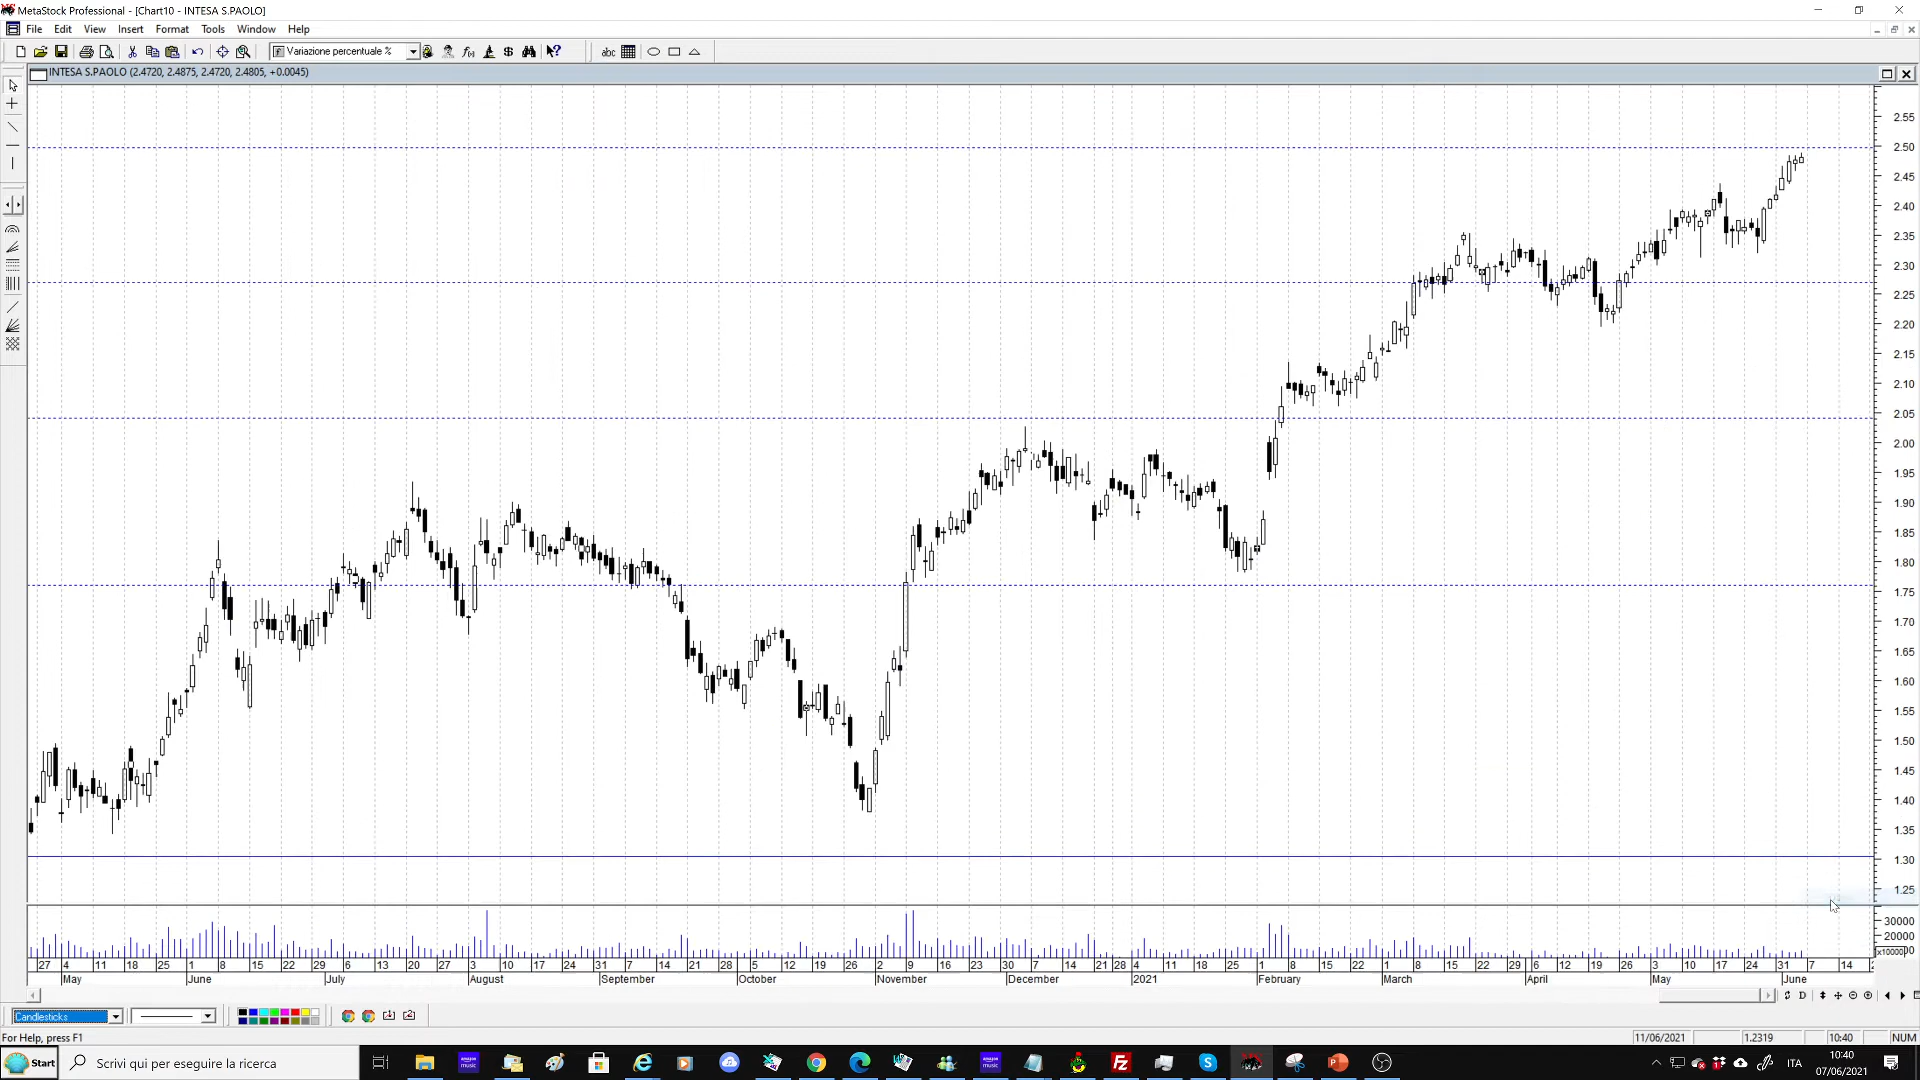 MetaStock Professional - [Chart10 - INTESA S.PAOLO]
File Edit View Insert Format Tools Window Help
Variazione percentuale %
abc
INTESA S.PAOLO (2.4720, 2.4875, 2.4720, 2.4805, +0.0045)
2.55
2.50
2.45
2.40
2.35
2.30
2.25
2.20
2.15
2.10
2.05
2.00
1.95
1.90
1.85
1.80
1.75
1.70
1.65
1.60
1.55
1.50
1.45
1.40
1.35
1.30
1.25
30000
20000
x10000
27 4 11 18 25 1 8 15 22 29 6 13 20 27 3 10 17 24 31 7 14 21 28 5 12 19 26 2 9 16 23 30 7 14 21 28 4 11 18 25 1 8 15 22 1 8 15 22 29 6 12 19 26 3 10 17 24 31 7 14
May June July August September October November December 2021 February March April May June
D
Candlesticks
For Help, press F1
11/06/2021 1.2319 10:40 NUM
Start
Scrivi qui per eseguire la ricerca
ITA
10:40
07/06/2021